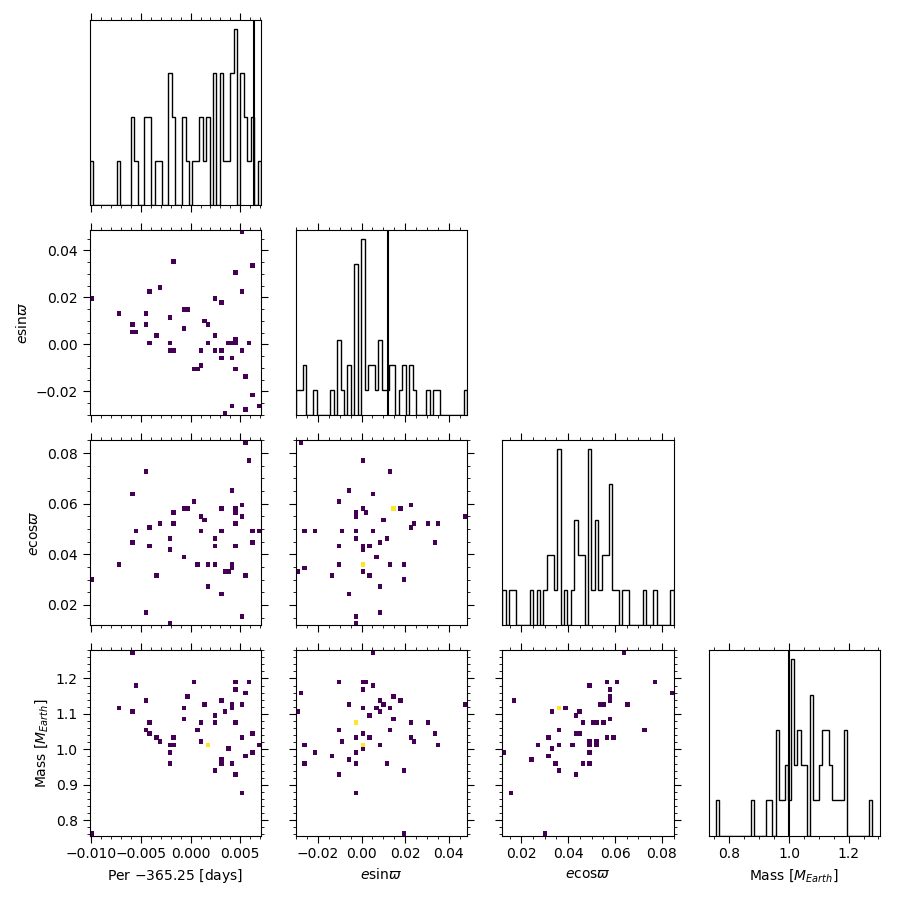 0.04
0.02
0.00
−0.02
esinϖ
0.08
0.06
0.04
0.02
ecosϖ
1.2
1.1
1.0
0.9
0.8
Mass [M_Earth]
−0.010 −0.005 0.000 0.005
−0.02 0.00 0.02 0.04
0.02 0.04 0.06 0.08
0.8 1.0 1.2
Per −365.25 [days]
esinϖ
ecosϖ
Mass [M_Earth]